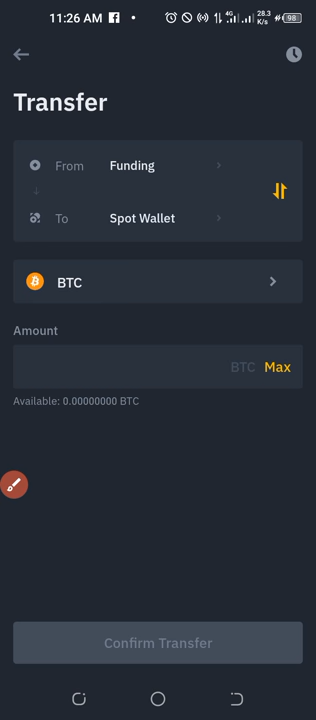 11:26 AM
4G
28.3
K/s
98
Transfer
From Funding
To Spot Wallet
BTC
Amount
BTC Max
Available: 0.00000000 BTC
Confirm Transfer